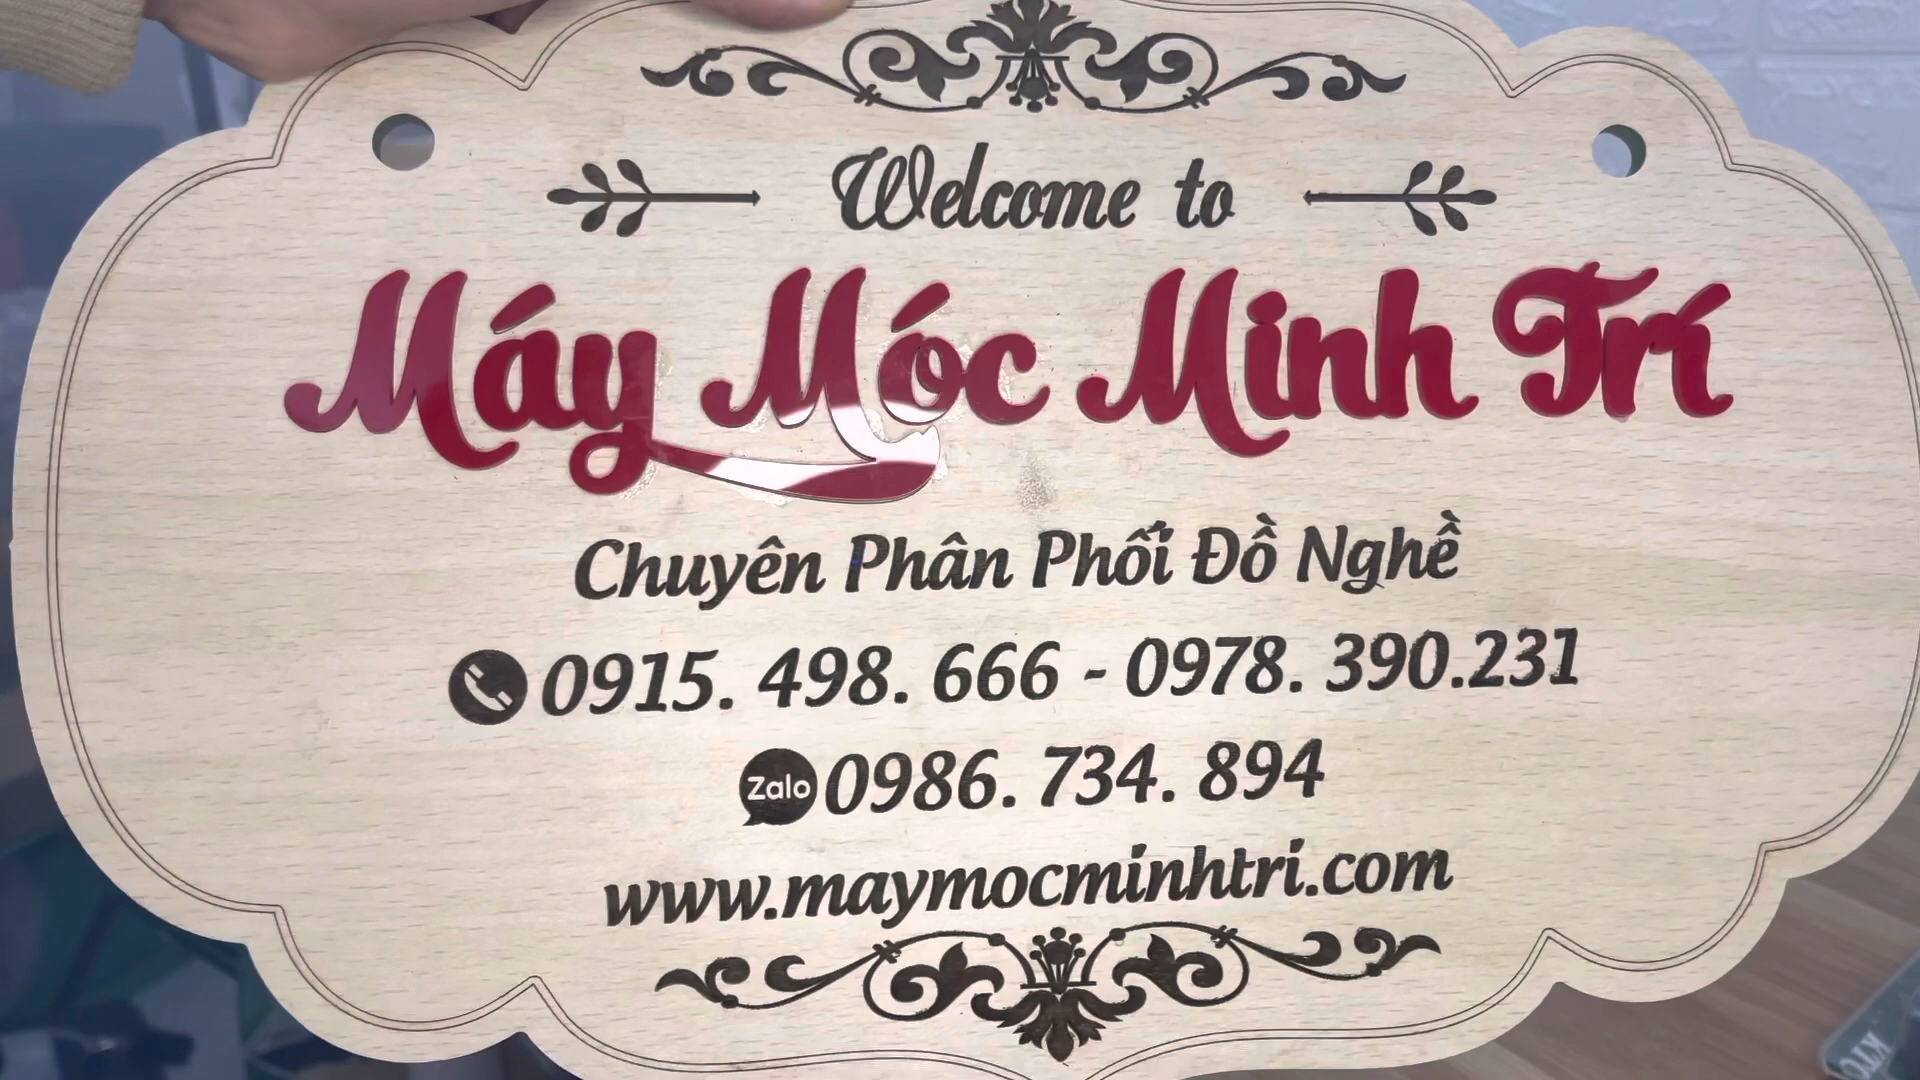 Welcome to
Máy Móc Minh Trí
Chuyên Phân Phối Đồ Nghề
0915. 498. 666 - 0978. 390.231
Zalo 0986. 734. 894
www.maymocminhtri.com